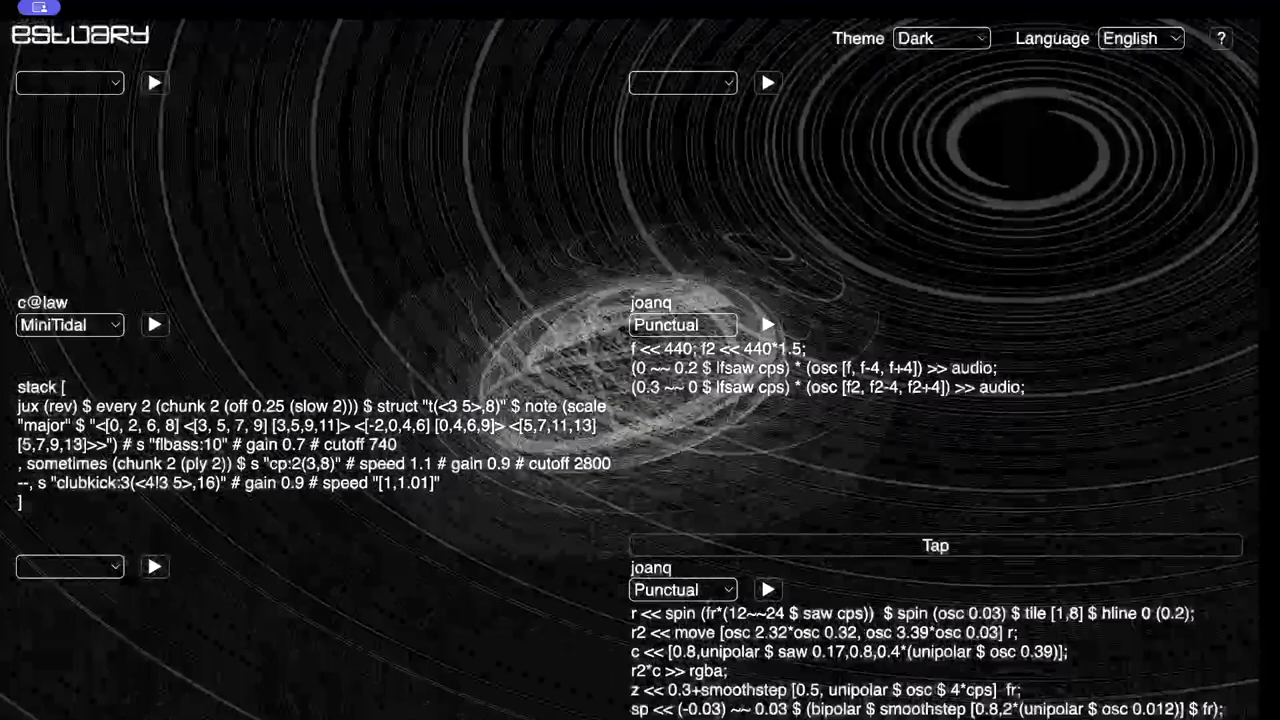 estuary
Theme Dark Language English ?
c@law
MiniTidal
stack [
jux (rev) $ every 2 (chunk 2 (off 0.25 (slow 2))) $ struct "t(<3 5>,8)" $ note (scale
"major" $ "<[0, 2, 6, 8] <[3, 5, 7, 9] [3,5,9,11]> <[-2,0,4,6] [0,4,6,9]> <[5,7,11,13]
[5,7,9,13]>>") # s "flbass:10" # gain 0.7 # cutoff 740
, sometimes (chunk 2 (ply 2)) $ s "cp:2(3,8)" # speed 1.1 # gain 0.9 # cutoff 2800
--, s "clubkick:3(<4!3 5>,16)" # gain 0.9 # speed "[1,1.01]"
]
joanq
Punctual
f << 440; f2 << 440*1.5;
(0 ~~ 0.2 $ lfsaw cps) * (osc [f, f-4, f+4]) >> audio;
(0.3 ~~ 0 $ lfsaw cps) * (osc [f2, f2-4, f2+4]) >> audio;
Tap
joanq
Punctual
r << spin (fr*(12~~24 $ saw cps)) $ spin (osc 0.03) $ tile [1,8] $ hline 0 (0.2);
r2 << move [osc 2.32*osc 0.32, osc 3.39*osc 0.03] r;
c << [0.8,unipolar $ saw 0.17,0.8,0.4*(unipolar $ osc 0.39)];
r2*c >> rgba;
z << 0.3+smoothstep [0.5, unipolar $ osc $ 4*cps] fr;
sp << (-0.03) ~~ 0.03 $ (bipolar $ smoothstep [0.8,2*(unipolar $ osc 0.012)] $ fr);